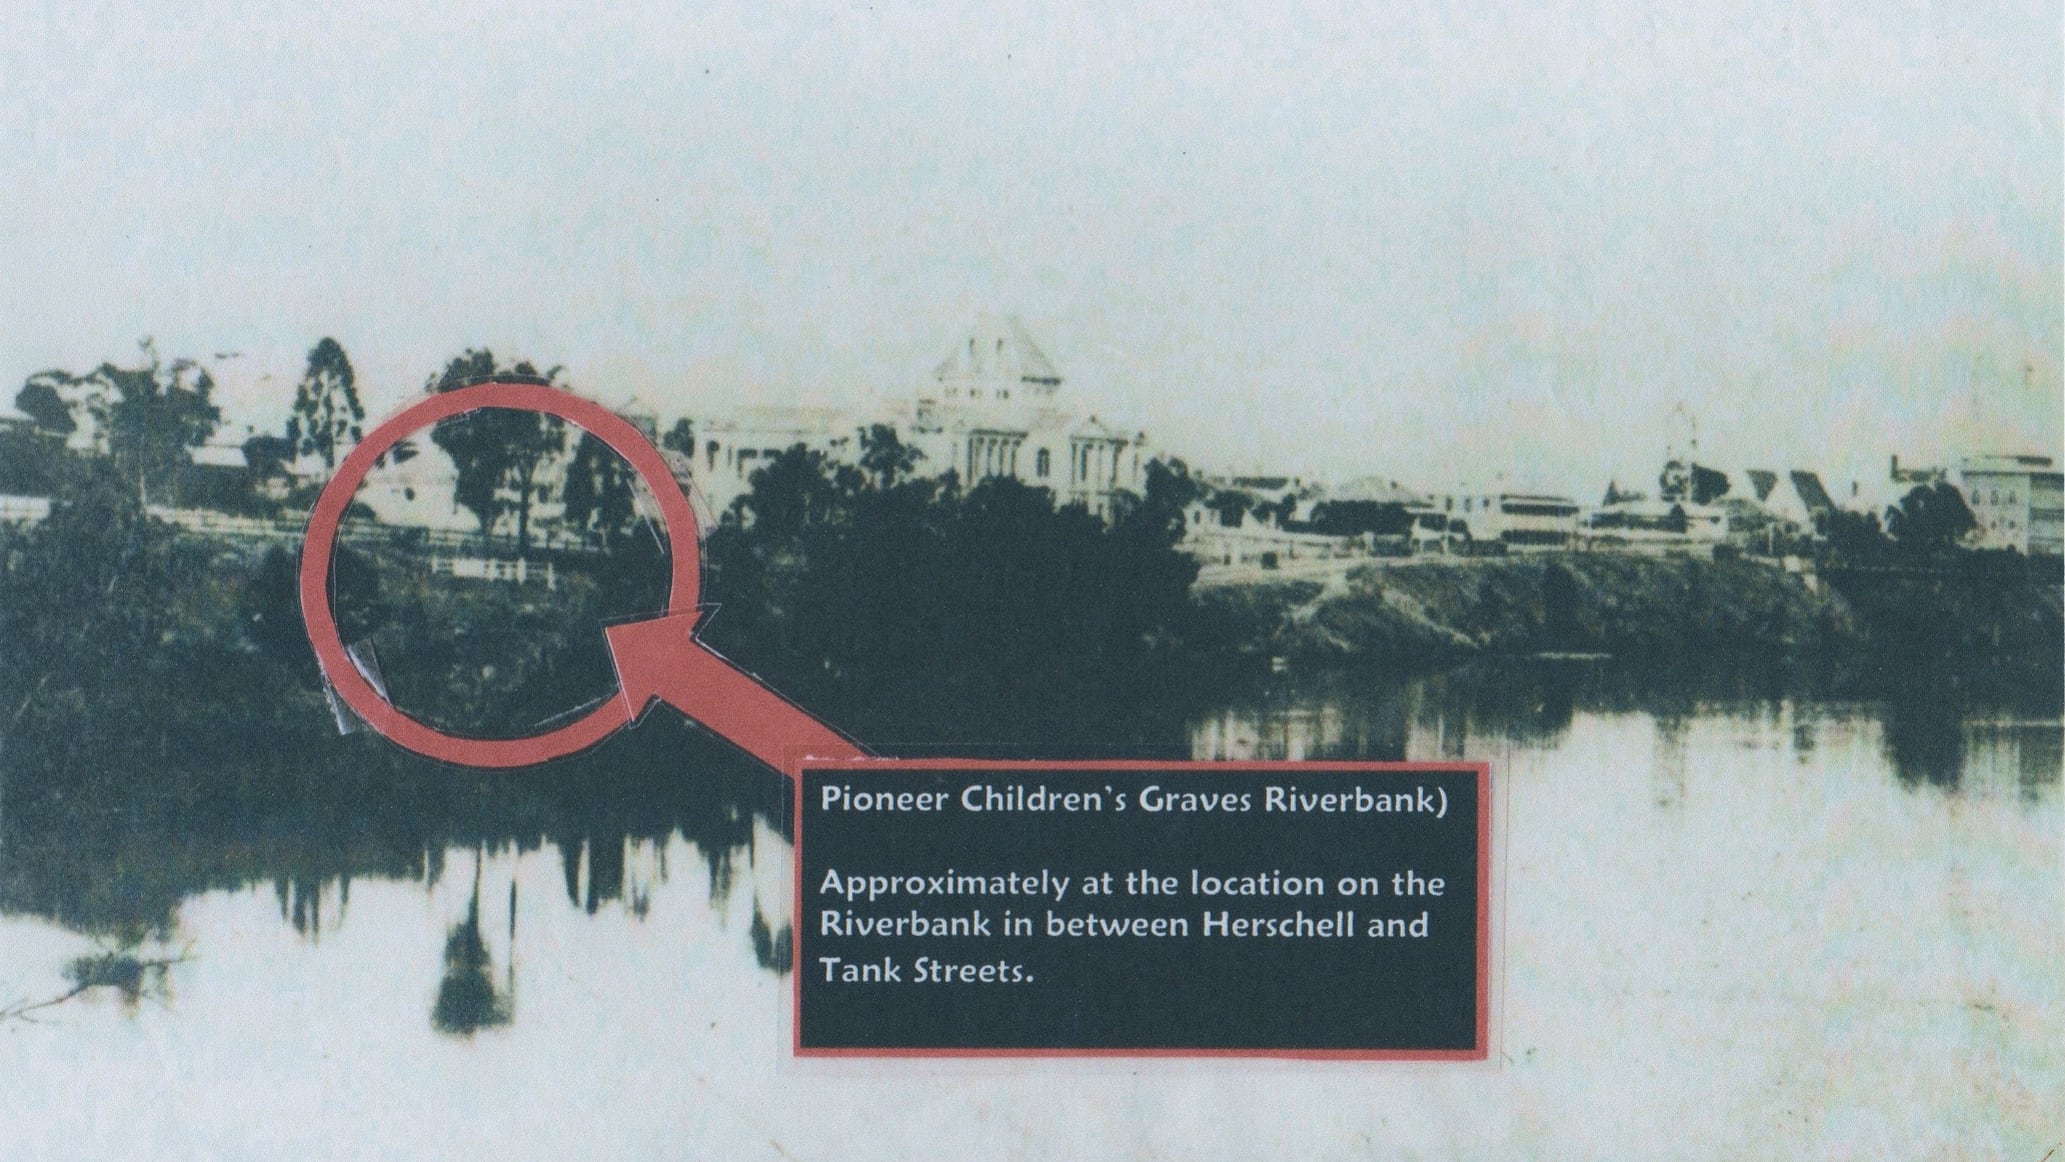 Pioneer Children's Graves Riverbank)
Approximately at the location on the
Riverbank in between Herschell and
Tank Streets.